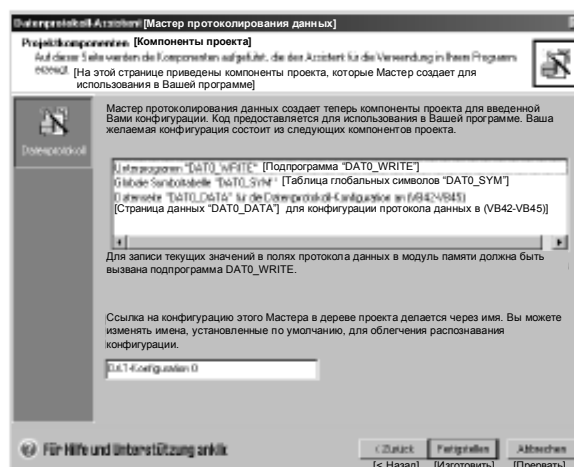 Datenprotokoll-Assistent [Мастер протоколирования данных]
Projektkomponenten [Компоненты проекта]
Auf dieser Seite werden die Komponenten aufgeführt, die der Assistent für die Verwendung in Ihrem Programm
erzeugt. [На этой странице приведены компоненты проекта, которые Мастер создает для
использования в Вашей программе]
Datenprotokoll
Мастер протоколирования данных создает теперь компоненты проекта для введенной
Вами конфигурации. Код предоставляется для использования в Вашей программе. Ваша
желаемая конфигурация состоит из следующих компонентов проекта.
Unterprogramm "DAT0_WRITE" [Подпрограмма “DAT0_WRITE”]
Globale Symboltabelle "DAT0_SYM" [Таблица глобальных символов “DAT0_SYM”]
Datenseite "DAT0_DATA" für die Datenprotokoll-Konfiguration an (VB42-VB45)
[Страница данных “DAT0_DATA” для конфигурации протокола данных в (VB42-VB45)]
Для записи текущих значений в полях протокола данных в модуль памяти должна быть
вызвана подпрограмма DAT0_WRITE.
Ссылка на конфигурацию этого Мастера в дереве проекта делается через имя. Вы можете
изменять имена, установленные по умолчанию, для облегчения распознавания
конфигурации.
DAT-Konfiguration 0
Für Hilfe und Unterstützung anklic
< Zurück Fertigstellen Abbrechen
[< Назад] [Изготовить] [Прервать]